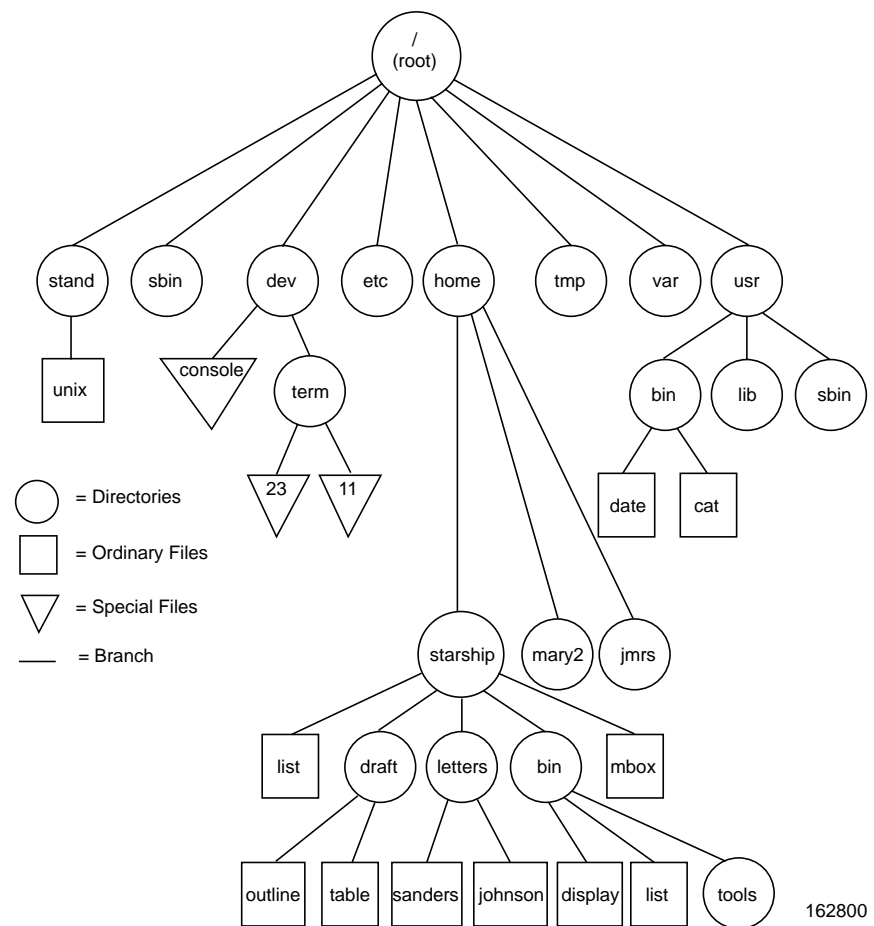 /
(root)
stand
sbin
dev
etc
home
tmp
var
usr
unix
console
term
bin
lib
sbin
23
11
date
cat
= Directories
= Ordinary Files
= Special Files
= Branch
starship
mary2
jmrs
list
draft
letters
bin
mbox
outline
table
sanders
johnson
display
list
tools
162800